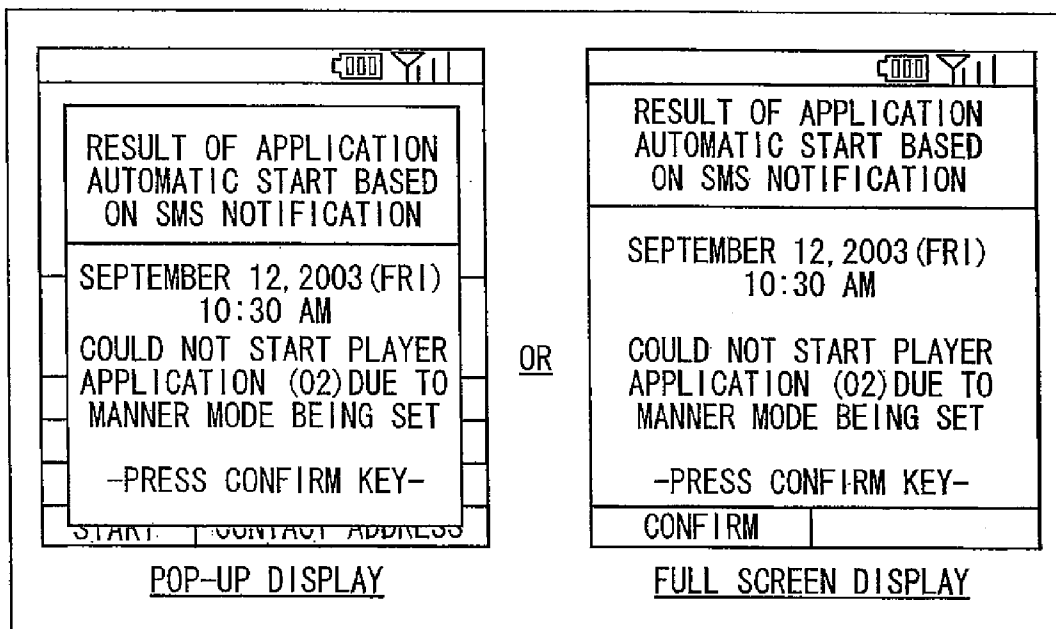 RESULT OF APPLICATION
AUTOMATIC START BASED
ON SMS NOTIFICATION
SEPTEMBER 12,2003(FRI)
10:30 AM
COULD NOT START PLAYER
APPLICATION (02)DUE TO
MANNER MODE BEING SET
-PRESS CONFIRM KEY-
START CONTACT ADDRESS
POP-UP DISPLAY
OR
RESULT OF APPLICATION
AUTOMATIC START BASED
ON SMS NOTIFICATION
SEPTEMBER 12,2003(FRI)
10:30 AM
COULD NOT START PLAYER
APPLICATION (02)DUE TO
MANNER MODE BEING SET
-PRESS CONFIRM KEY-
CONFIRM
FULL SCREEN DISPLAY